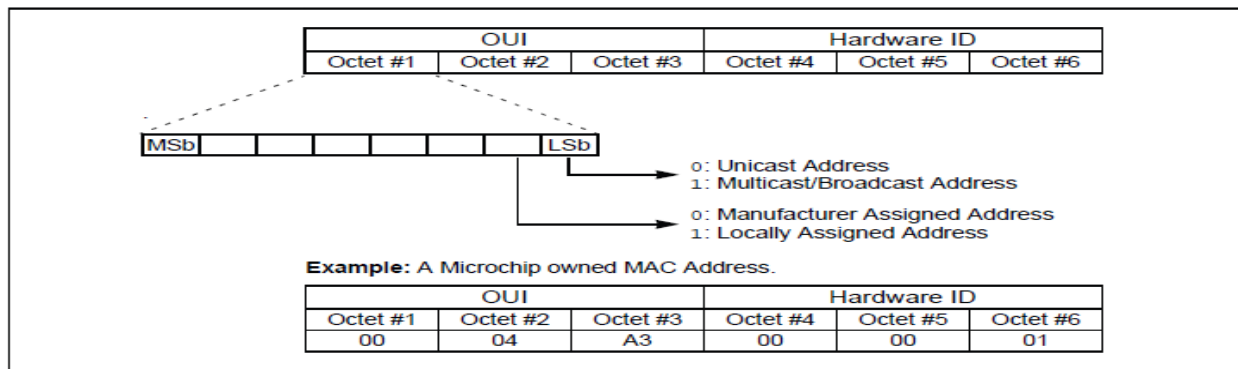 OUI Hardware ID
Octet #1 Octet #2 Octet #3 Octet #4 Octet #5 Octet #6
MSb LSb
0: Unicast Address
1: Multicast/Broadcast Address
0: Manufacturer Assigned Address
1: Locally Assigned Address
Example: A Microchip owned MAC Address.
OUI Hardware ID
Octet #1 Octet #2 Octet #3 Octet #4 Octet #5 Octet #6
00 04 A3 00 00 01